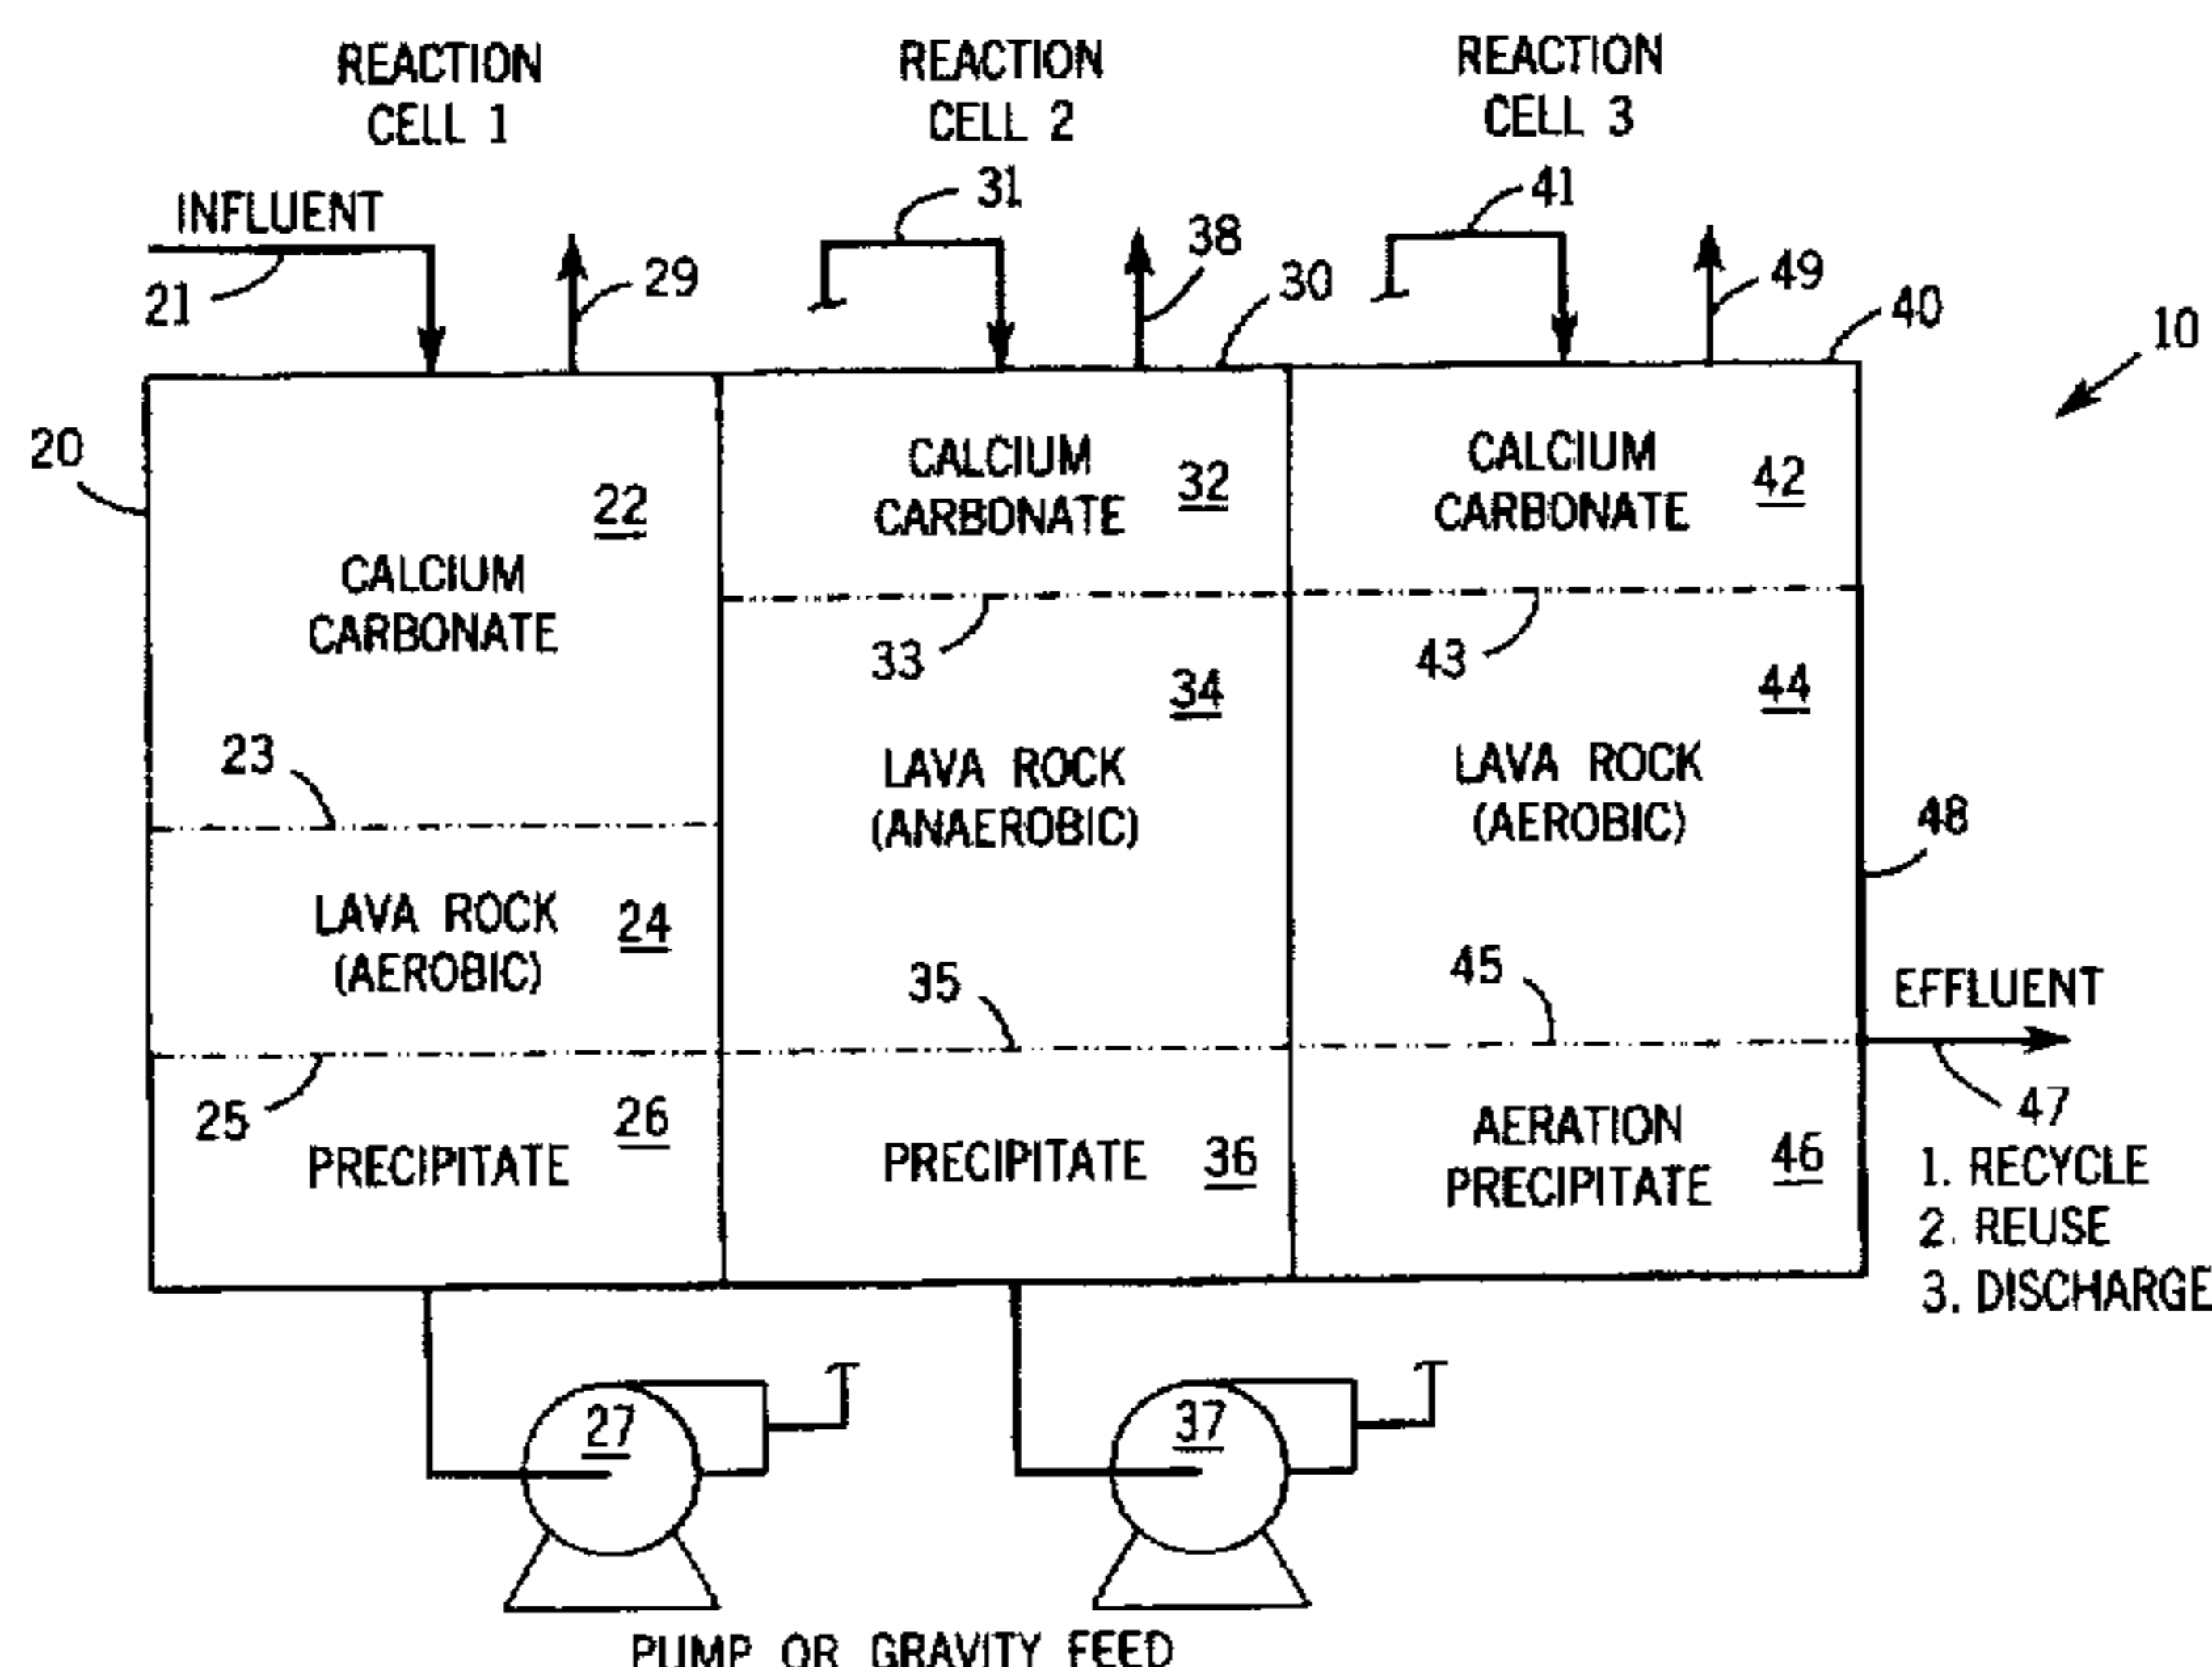 REACTION
CELL 1
REACTION
CELL 2
REACTION
CELL 3
INFLUENT
21
29
31
38
30
41
49
40
10
20
22
CALCIUM
CARBONATE
23
LAVA ROCK
(AEROBIC)
24
25
PRECIPITATE
26
CALCIUM
CARBONATE
32
33
34
LAVA ROCK
(ANAEROBIC)
35
PRECIPITATE
36
CALCIUM
CARBONATE
42
43
44
LAVA ROCK
(AEROBIC)
45
AERATION
PRECIPITATE
46
48
EFFLUENT
47
1. RECYCLE
2. REUSE
3. DISCHARGE
27
37
PUMP OR GRAVITY FEED